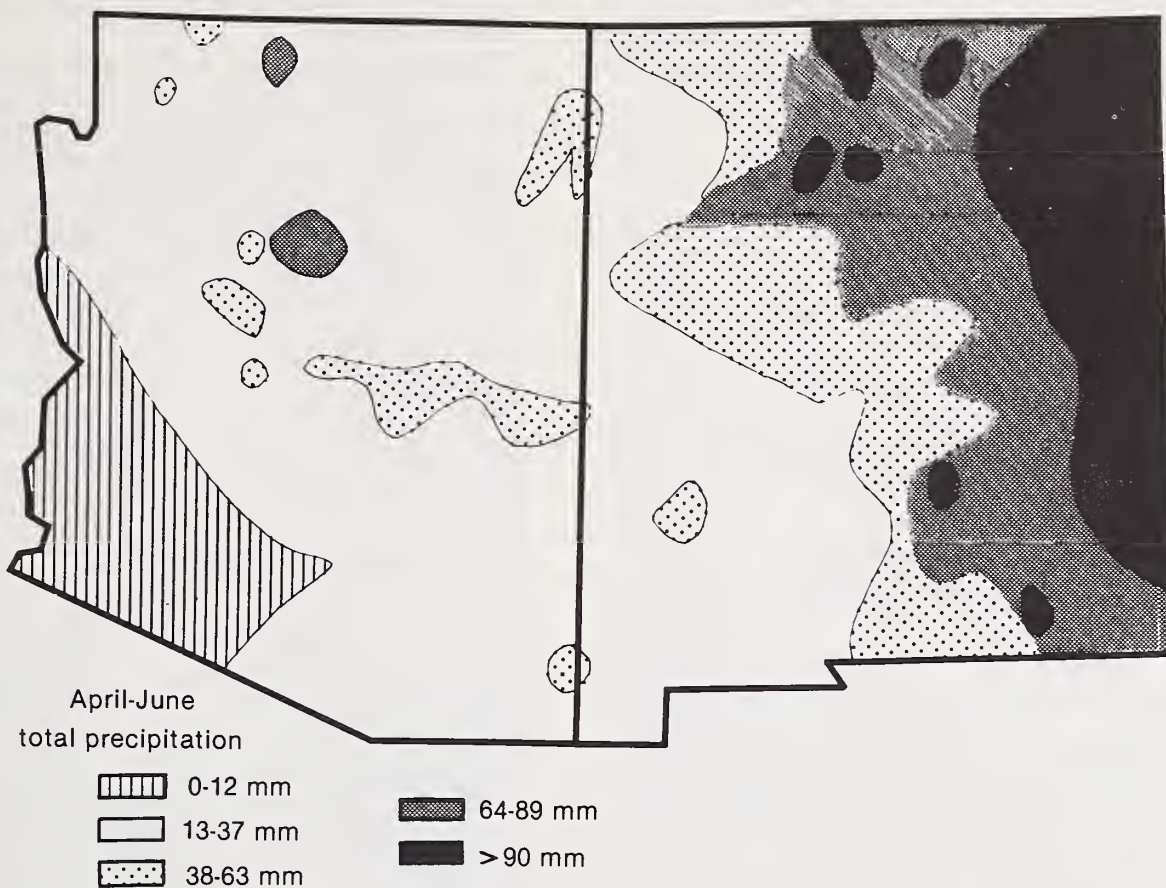 April-June
total precipitation
0-12 mm
13-37 mm
38-63 mm
64-89 mm
>90 mm